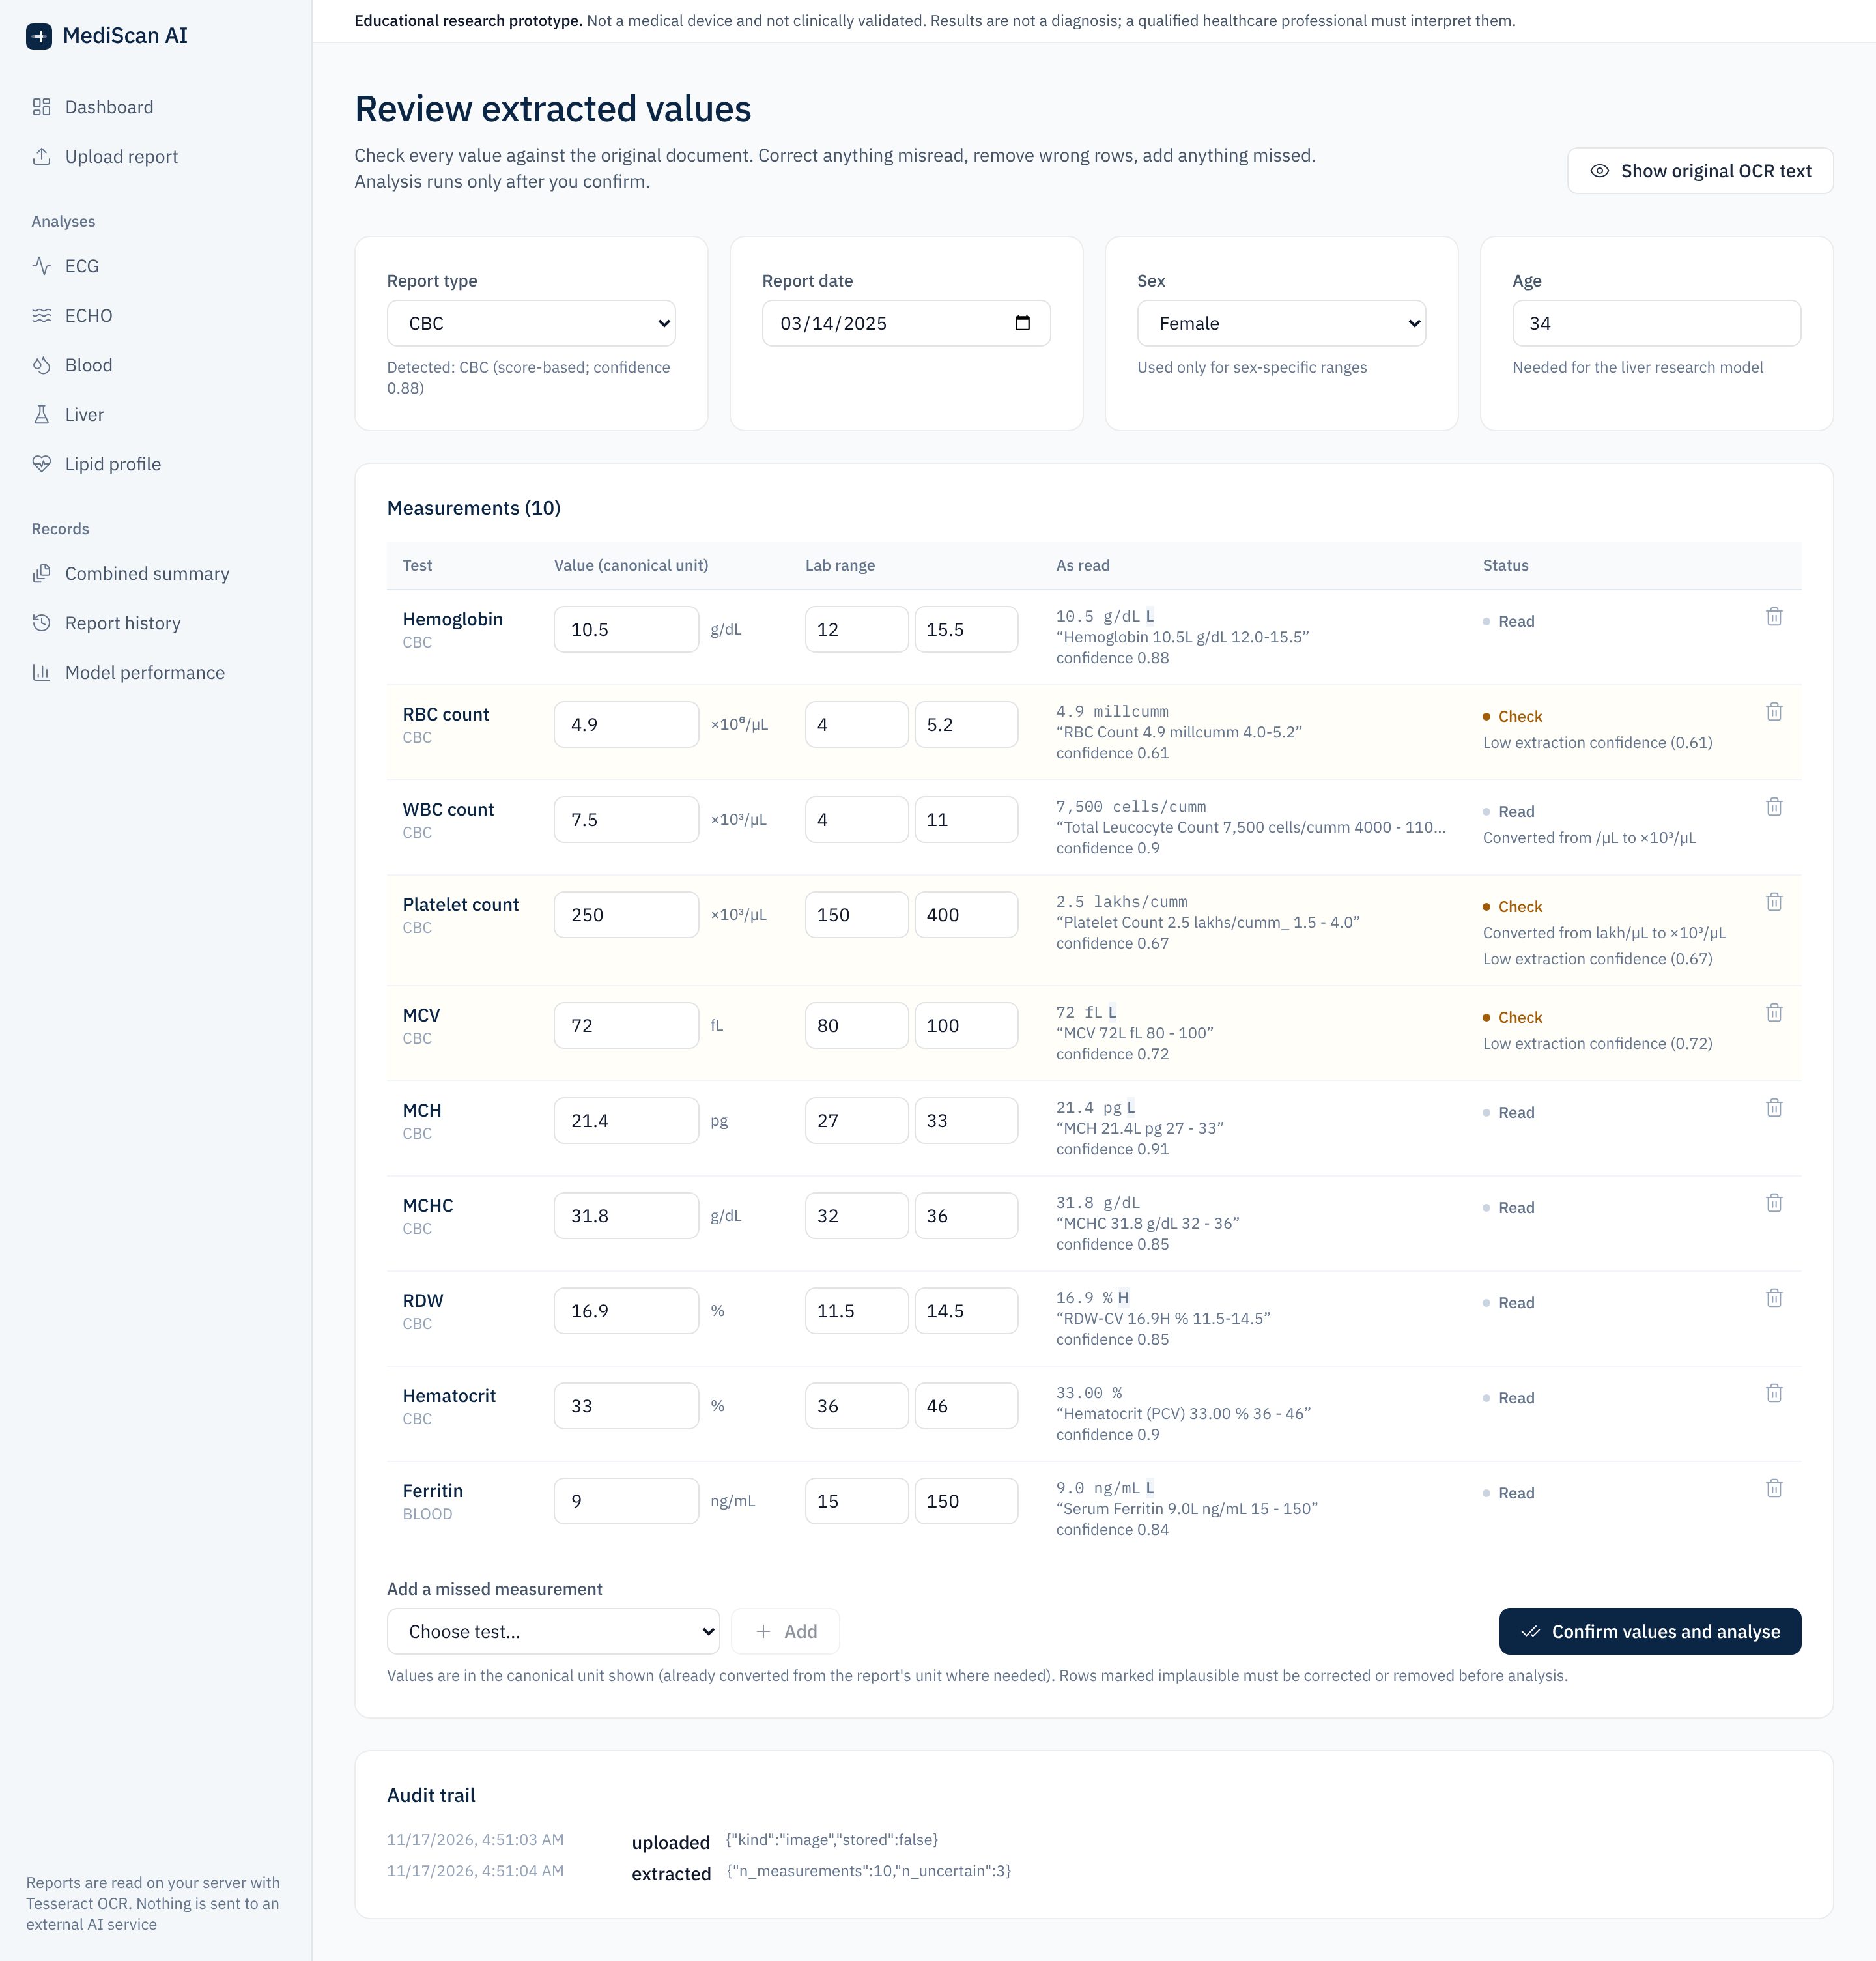 MediScan AI
Dashboard
Upload report
Analyses
ECG
ECHO
Blood
Liver
Lipid profile
Records
Combined summary
Report history
Model performance
Reports are read on your server with
Tesseract OCR. Nothing is sent to an
external AI service
Educational research prototype. Not a medical device and not clinically validated. Results are not a diagnosis; a qualified healthcare professional must interpret them.
Review extracted values
Check every value against the original document. Correct anything misread, remove wrong rows, add anything missed.
Analysis runs only after you confirm.
Show original OCR text
Report type
CBC
Detected: CBC (score-based; confidence
0.88)
Report date
03/14/2025
Sex
Female
Used only for sex-specific ranges
Age
34
Needed for the liver research model
Measurements (10)
Test Value (canonical unit) Lab range As read Status
Hemoglobin
CBC
10.5 g/dL
12 15.5
10.5 g/dL L
“Hemoglobin 10.5L g/dL 12.0-15.5”
confidence 0.88
Read
RBC count
CBC
4.9 ×10⁶/µL
4 5.2
4.9 millcumm
“RBC Count 4.9 millcumm 4.0-5.2”
confidence 0.61
Check
Low extraction confidence (0.61)
WBC count
CBC
7.5 ×10³/µL
4 11
7,500 cells/cumm
“Total Leucocyte Count 7,500 cells/cumm 4000 - 110…
confidence 0.9
Read
Converted from /µL to ×10³/µL
Platelet count
CBC
250 ×10³/µL
150 400
2.5 lakhs/cumm
“Platelet Count 2.5 lakhs/cumm_ 1.5 - 4.0”
confidence 0.67
Check
Converted from lakh/µL to ×10³/µL
Low extraction confidence (0.67)
MCV
CBC
72 fL
80 100
72 fL L
“MCV 72L fL 80 - 100”
confidence 0.72
Check
Low extraction confidence (0.72)
MCH
CBC
21.4 pg
27 33
21.4 pg L
“MCH 21.4L pg 27 - 33”
confidence 0.91
Read
MCHC
CBC
31.8 g/dL
32 36
31.8 g/dL
“MCHC 31.8 g/dL 32 - 36”
confidence 0.85
Read
RDW
CBC
16.9 %
11.5 14.5
16.9 % H
“RDW-CV 16.9H % 11.5-14.5”
confidence 0.85
Read
Hematocrit
CBC
33 %
36 46
33.00 %
“Hematocrit (PCV) 33.00 % 36 - 46”
confidence 0.9
Read
Ferritin
BLOOD
9 ng/mL
15 150
9.0 ng/mL L
“Serum Ferritin 9.0L ng/mL 15 - 150”
confidence 0.84
Read
Add a missed measurement
Choose test...
Add
Confirm values and analyse
Values are in the canonical unit shown (already converted from the report's unit where needed). Rows marked implausible must be corrected or removed before analysis.
Audit trail
11/17/2026, 4:51:03 AM uploaded {"kind":"image","stored":false}
11/17/2026, 4:51:04 AM extracted {"n_measurements":10,"n_uncertain":3}